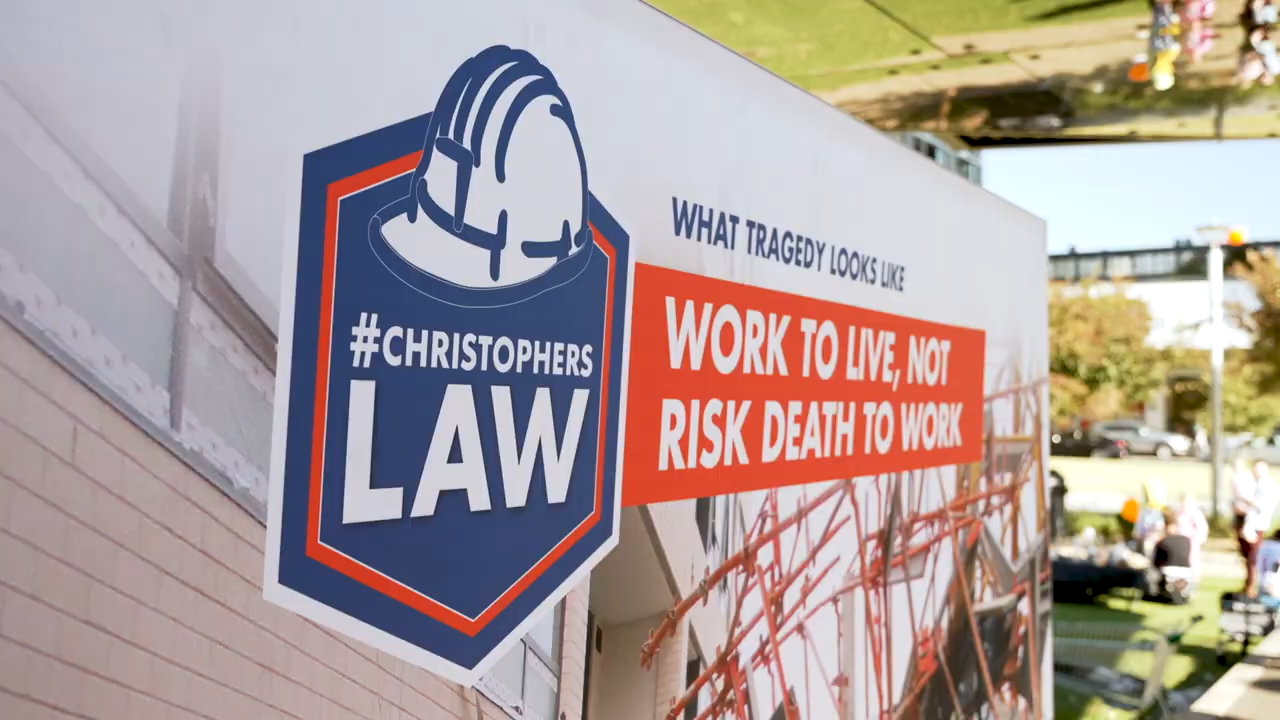 #CHRISTOPHERS
LAW
WHAT TRAGEDY LOOKS LIKE
WORK TO LIVE, NOT
RISK DEATH TO WORK